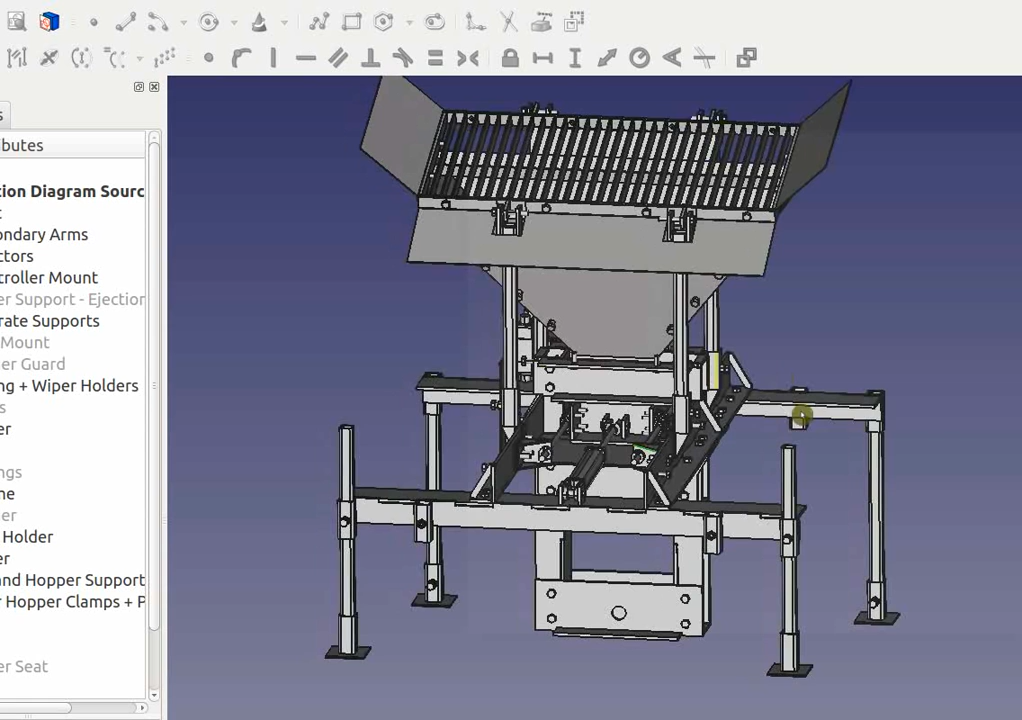 s
butes
ion Diagram Sourc
t
ondary Arms
ctors
troller Mount
er Support - Ejection
rate Supports
Mount
er Guard
ng + Wiper Holders
s
er
ngs
ne
er
Holder
er
and Hopper Support
r Hopper Clamps + P
er Seat